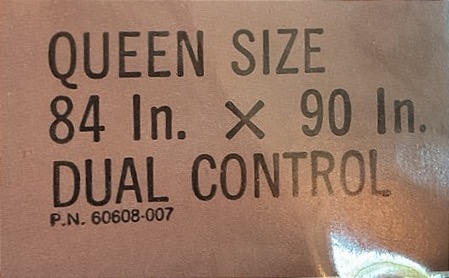 QUEEN SIZE
84 In. X 90 In.
DUAL CONTROL
P.N. 60608-007